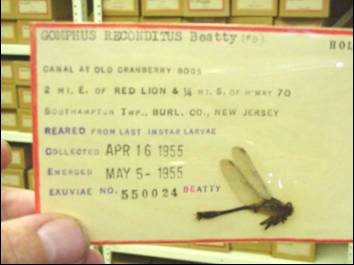 GOMPHUS RECONDITUS Beatty
HOL
CANAL AT OLD CRANBERRY BOGS
2 MI. E. OF RED LION & ¼ MI. S. OF H'WAY 70
SOUTHAMPTON TWP., BURL. CO., NEW JERSEY
REARED FROM LAST INSTAR LARVAE
COLLECTED APR 16 1955
EMERGED MAY 5 - 1955
EXUVIAE NO. 550024 BEATTY